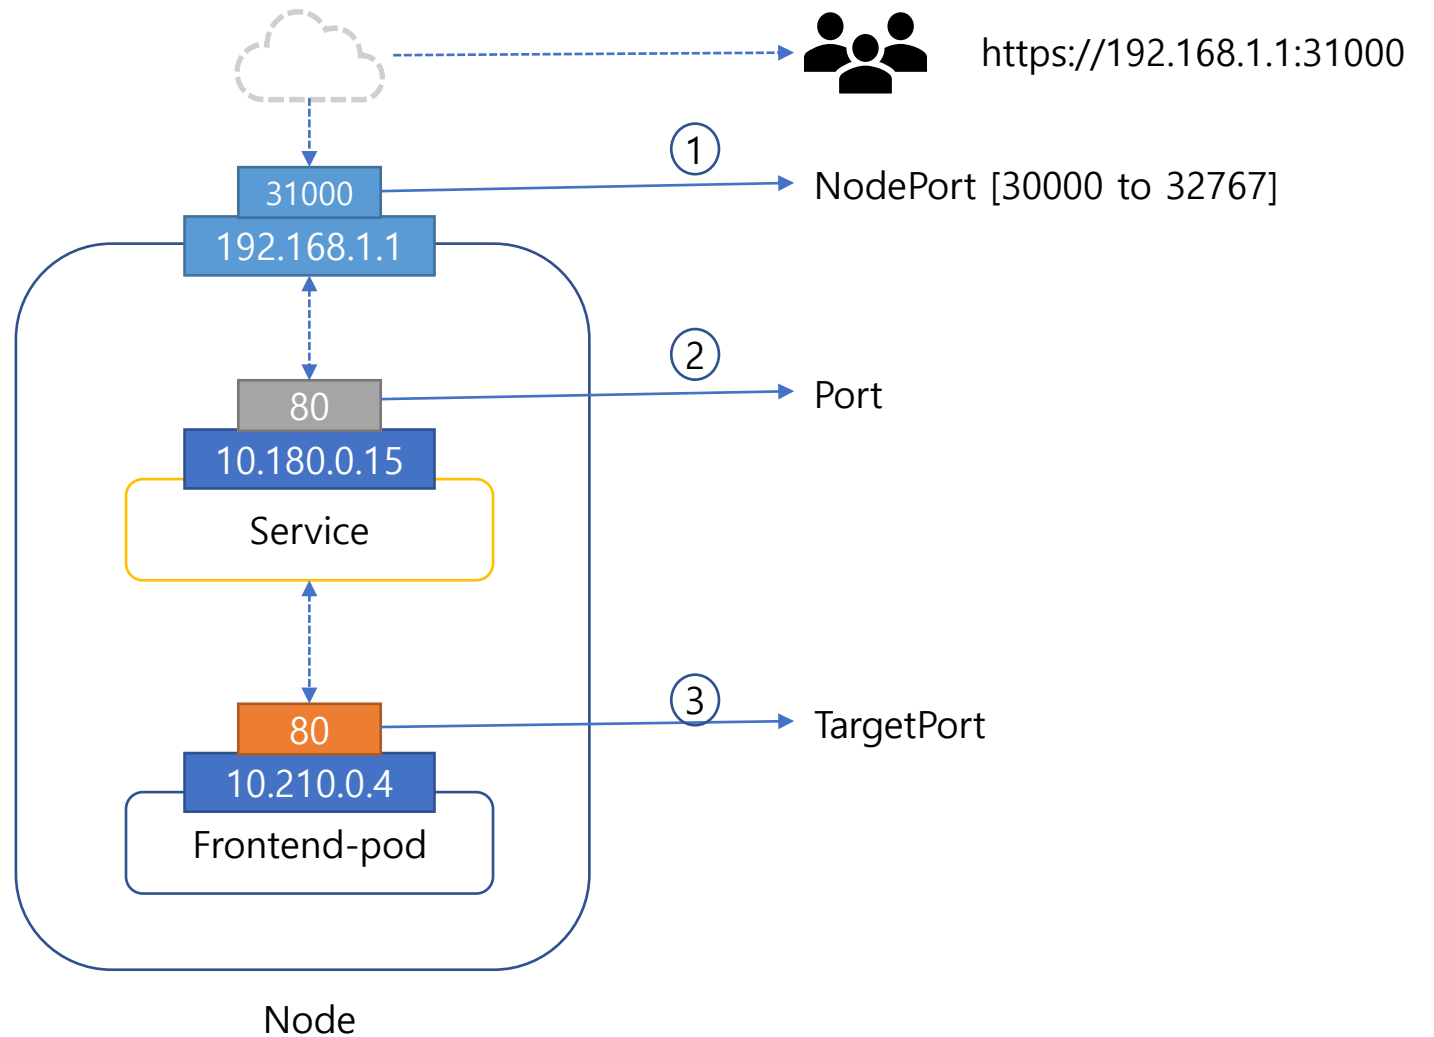 https://192.168.1.1:31000
1
31000
NodePort [30000 to 32767]
192.168.1.1
2
80
Port
10.180.0.15
Service
3
80
TargetPort
10.210.0.4
Frontend-pod
Node